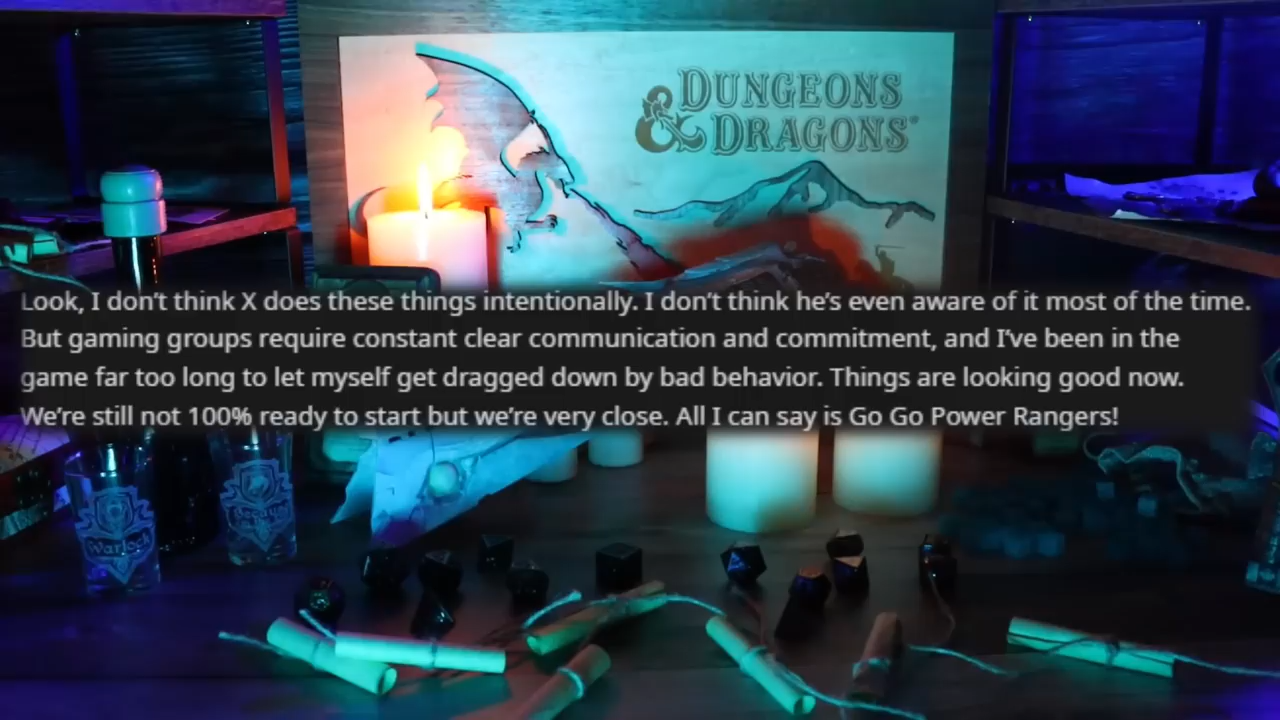 DUNGEONS
& DRAGONS®
Look, I don't think X does these things intentionally. I don't think he's even aware of it most of the time.
But gaming groups require constant clear communication and commitment, and I've been in the
game far too long to let myself get dragged down by bad behavior. Things are looking good now.
We're still not 100% ready to start but we're very close. All I can say is Go Go Power Rangers!
Warlock